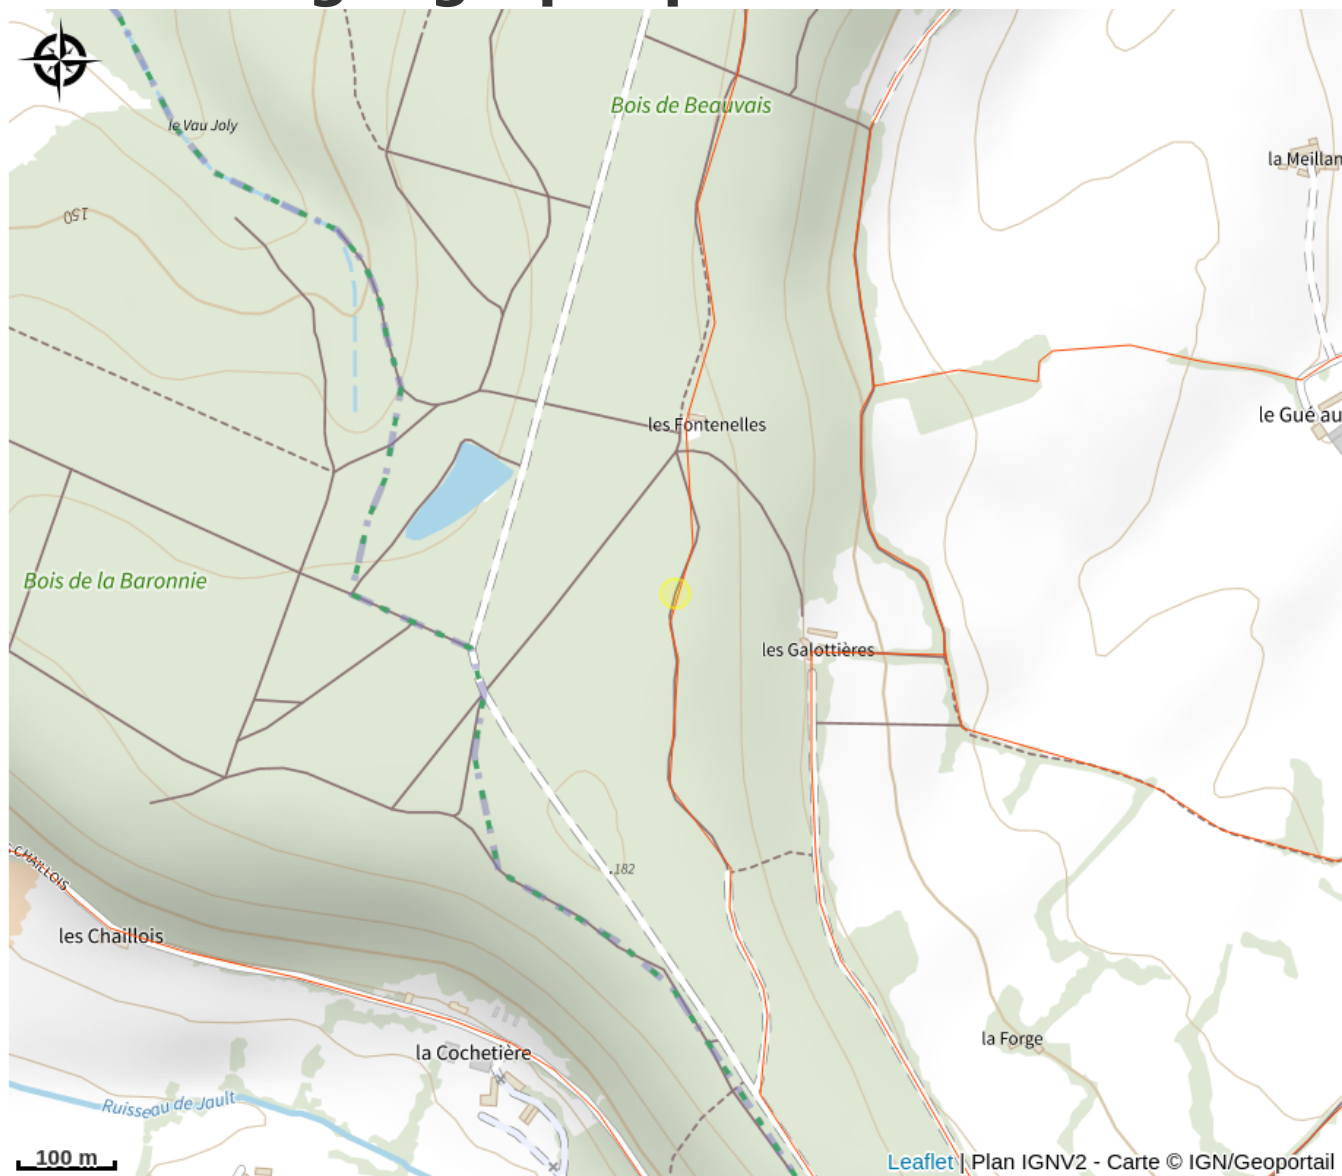 Bois de Beauvais
le Vau Joly
la Meillan
150
le Gué au
les Fontenelles
Bois de la Baronnie
les Galottières
.182
CHAILLOIS
les Chaillois
la Forge
la Cochetière
Ruisseau de Jault
100 m
Leaflet | Plan IGNV2 - Carte © IGN/Geoportail